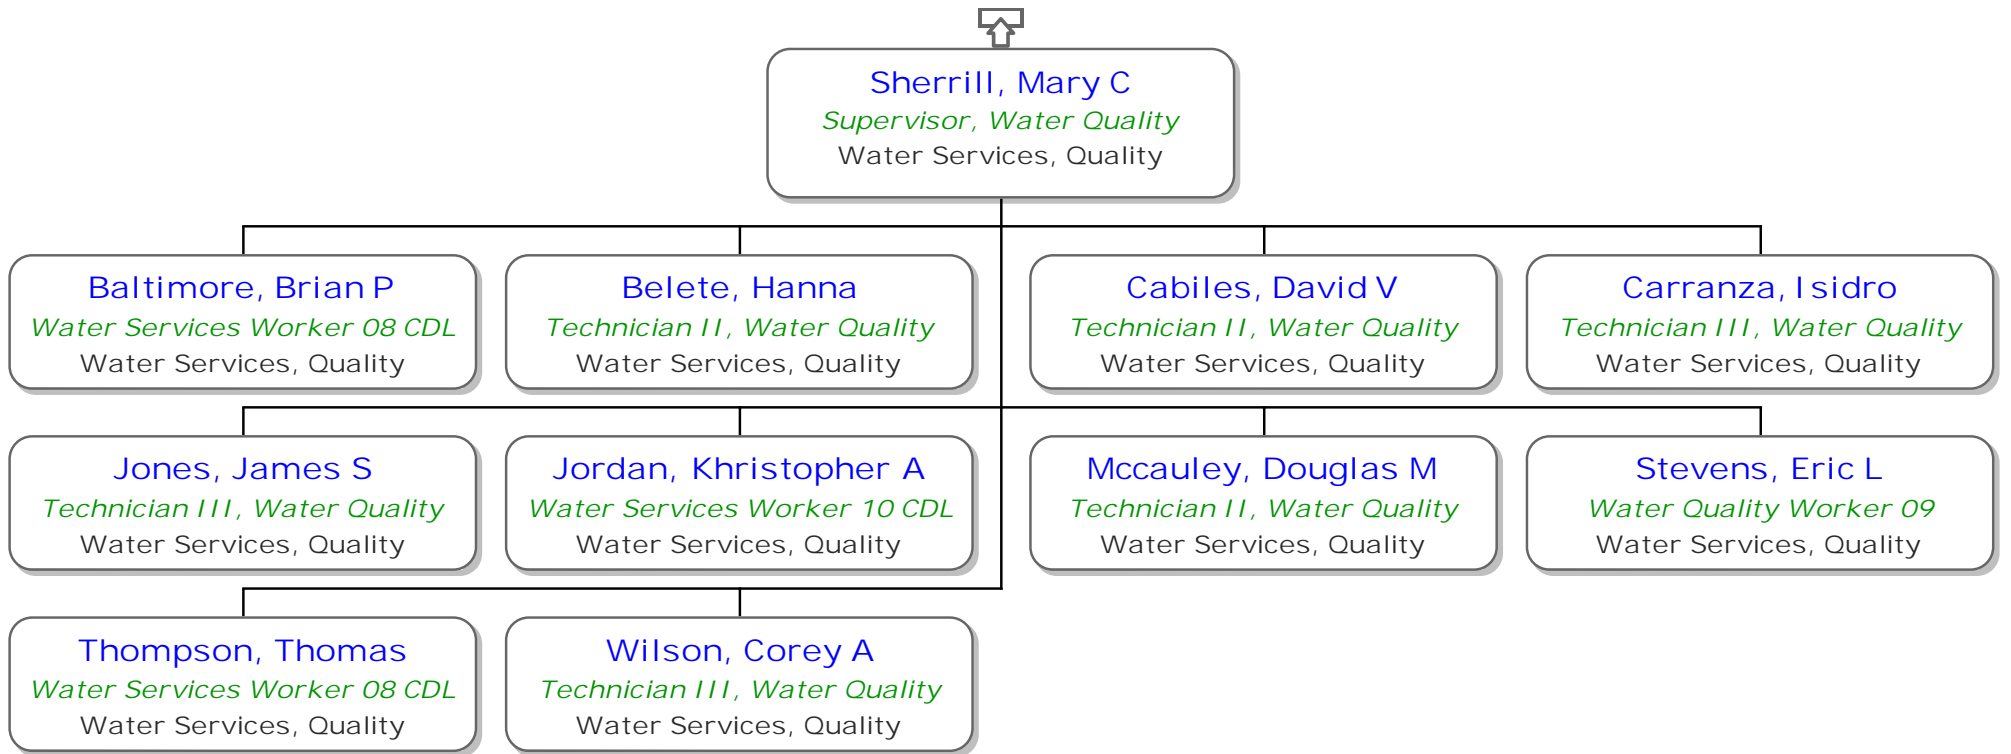 Sherrill, Mary C
Supervisor, Water Quality
Water Services, Quality
Baltimore, Brian P
Water Services Worker 08 CDL
Water Services, Quality
Belete, Hanna
Technician II, Water Quality
Water Services, Quality
Cabiles, David V
Technician II, Water Quality
Water Services, Quality
Carranza, Isidro
Technician III, Water Quality
Water Services, Quality
Jones, James S
Technician III, Water Quality
Water Services, Quality
Jordan, Khristopher A
Water Services Worker 10 CDL
Water Services, Quality
Mccauley, Douglas M
Technician II, Water Quality
Water Services, Quality
Stevens, Eric L
Water Quality Worker 09
Water Services, Quality
Thompson, Thomas
Water Services Worker 08 CDL
Water Services, Quality
Wilson, Corey A
Technician III, Water Quality
Water Services, Quality